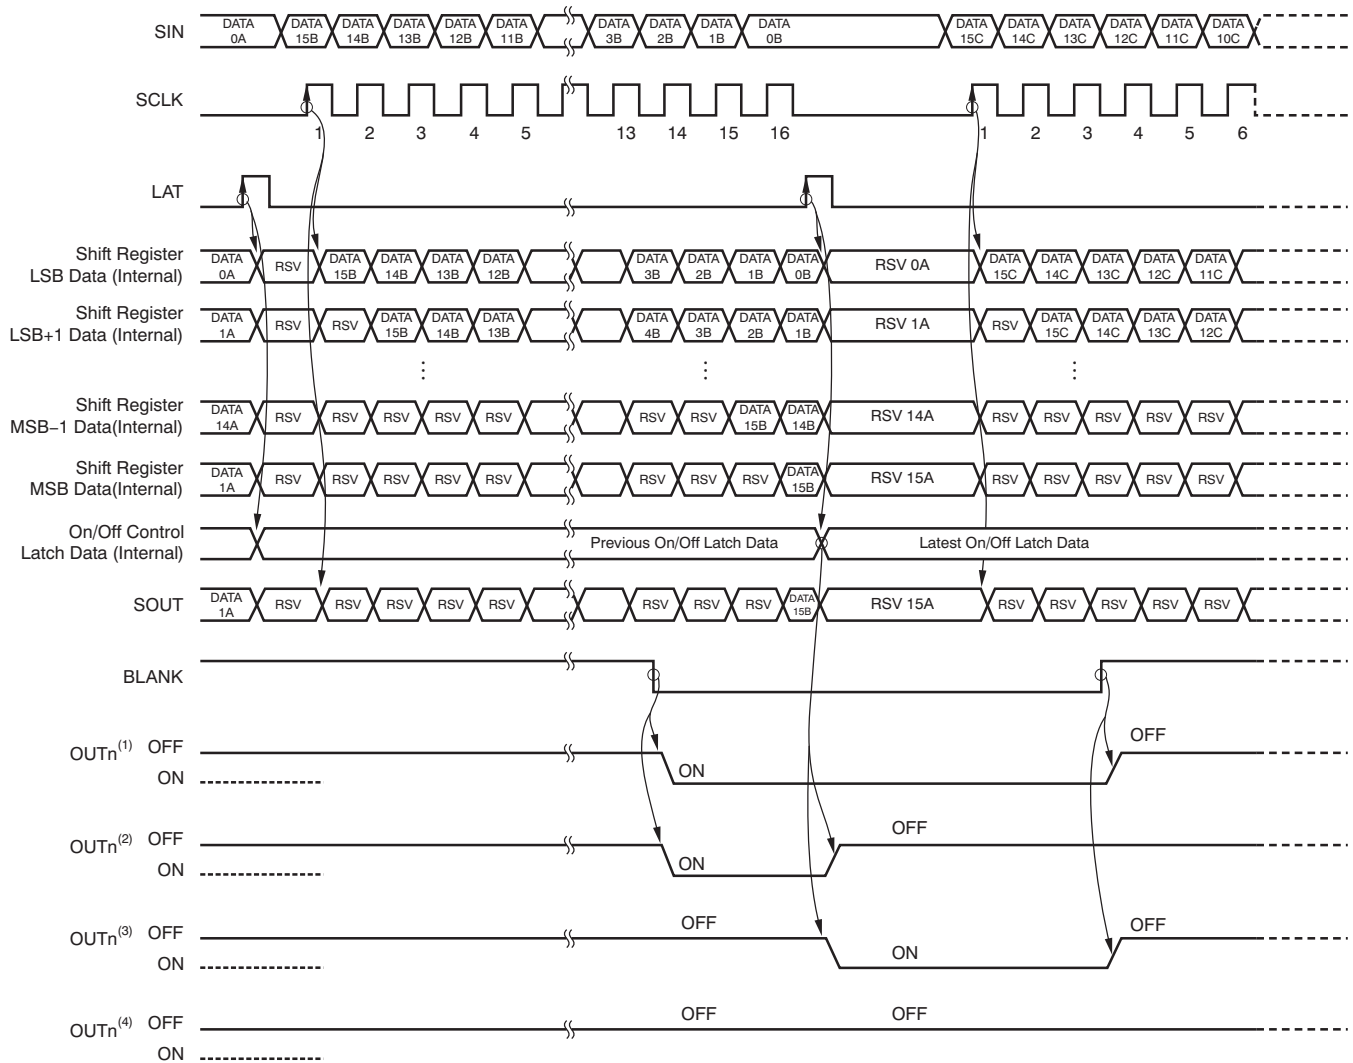 SIN DATA 0A DATA 15B DATA 14B DATA 13B DATA 12B DATA 11B DATA 3B DATA 2B DATA 1B DATA 0B DATA 15C DATA 14C DATA 13C DATA 12C DATA 11C DATA 10C
SCLK
1 2 3 4 5 13 14 15 16 1 2 3 4 5 6
LAT
Shift Register
LSB Data (Internal)
DATA 0A RSV DATA 15B DATA 14B DATA 13B DATA 12B DATA 3B DATA 2B DATA 1B DATA 0B RSV 0A DATA 15C DATA 14C DATA 13C DATA 12C DATA 11C
Shift Register
LSB+1 Data (Internal)
DATA 1A RSV RSV DATA 15B DATA 14B DATA 13B DATA 4B DATA 3B DATA 2B DATA 1B RSV 1A RSV DATA 15C DATA 14C DATA 13C DATA 12C
Shift Register
MSB−1 Data(Internal)
DATA 14A RSV RSV RSV RSV RSV RSV RSV DATA 15B DATA 14B RSV 14A RSV RSV RSV RSV RSV
Shift Register
MSB Data(Internal)
DATA 1A RSV RSV RSV RSV RSV RSV RSV RSV DATA 15B RSV 15A RSV RSV RSV RSV RSV
On/Off Control
Latch Data (Internal)
Previous On/Off Latch Data Latest On/Off Latch Data
SOUT DATA 1A RSV RSV RSV RSV RSV RSV RSV RSV DATA 15B RSV 15A RSV RSV RSV RSV RSV
BLANK
OUTn(1) OFF OFF
ON ON
OUTn(2) OFF OFF
ON ON
OUTn(3) OFF OFF OFF
ON ON
OUTn(4) OFF OFF OFF
ON